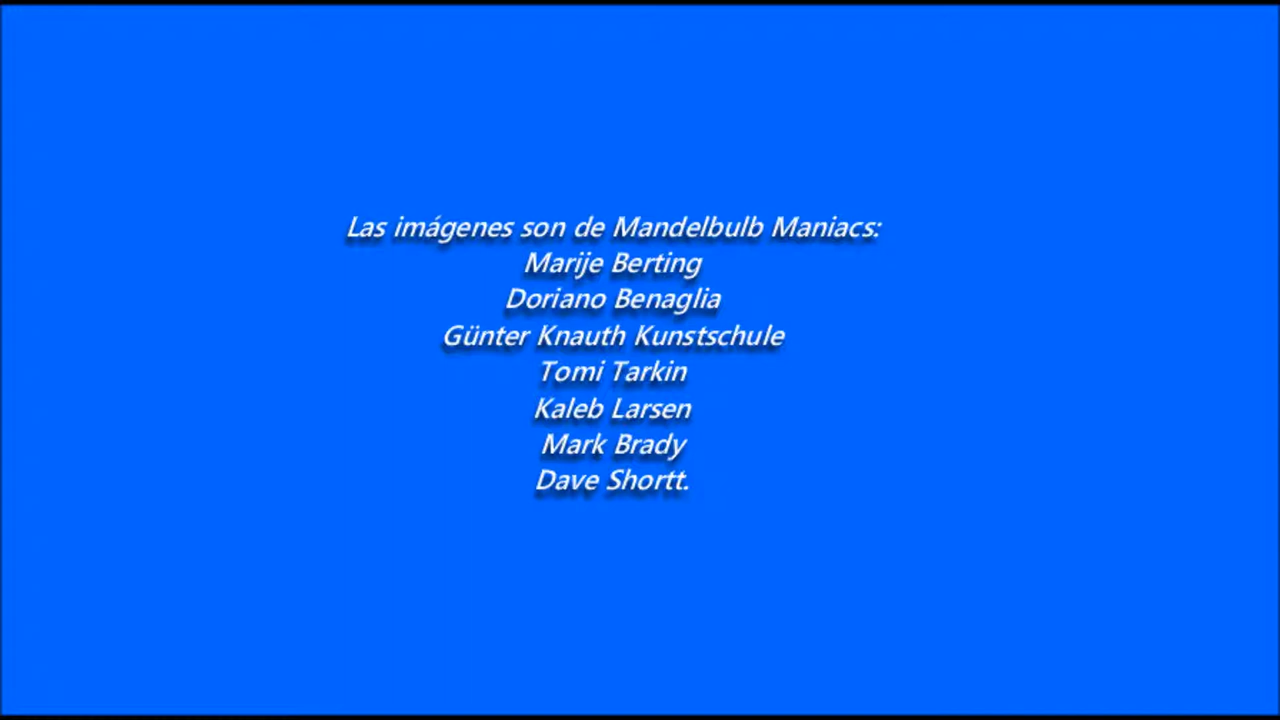 Las imágenes son de Mandelbulb Maniacs:
Marije Berting
Doriano Benaglia
Günter Knauth Kunstschule
Tomi Tarkin
Kaleb Larsen
Mark Brady
Dave Shortt.